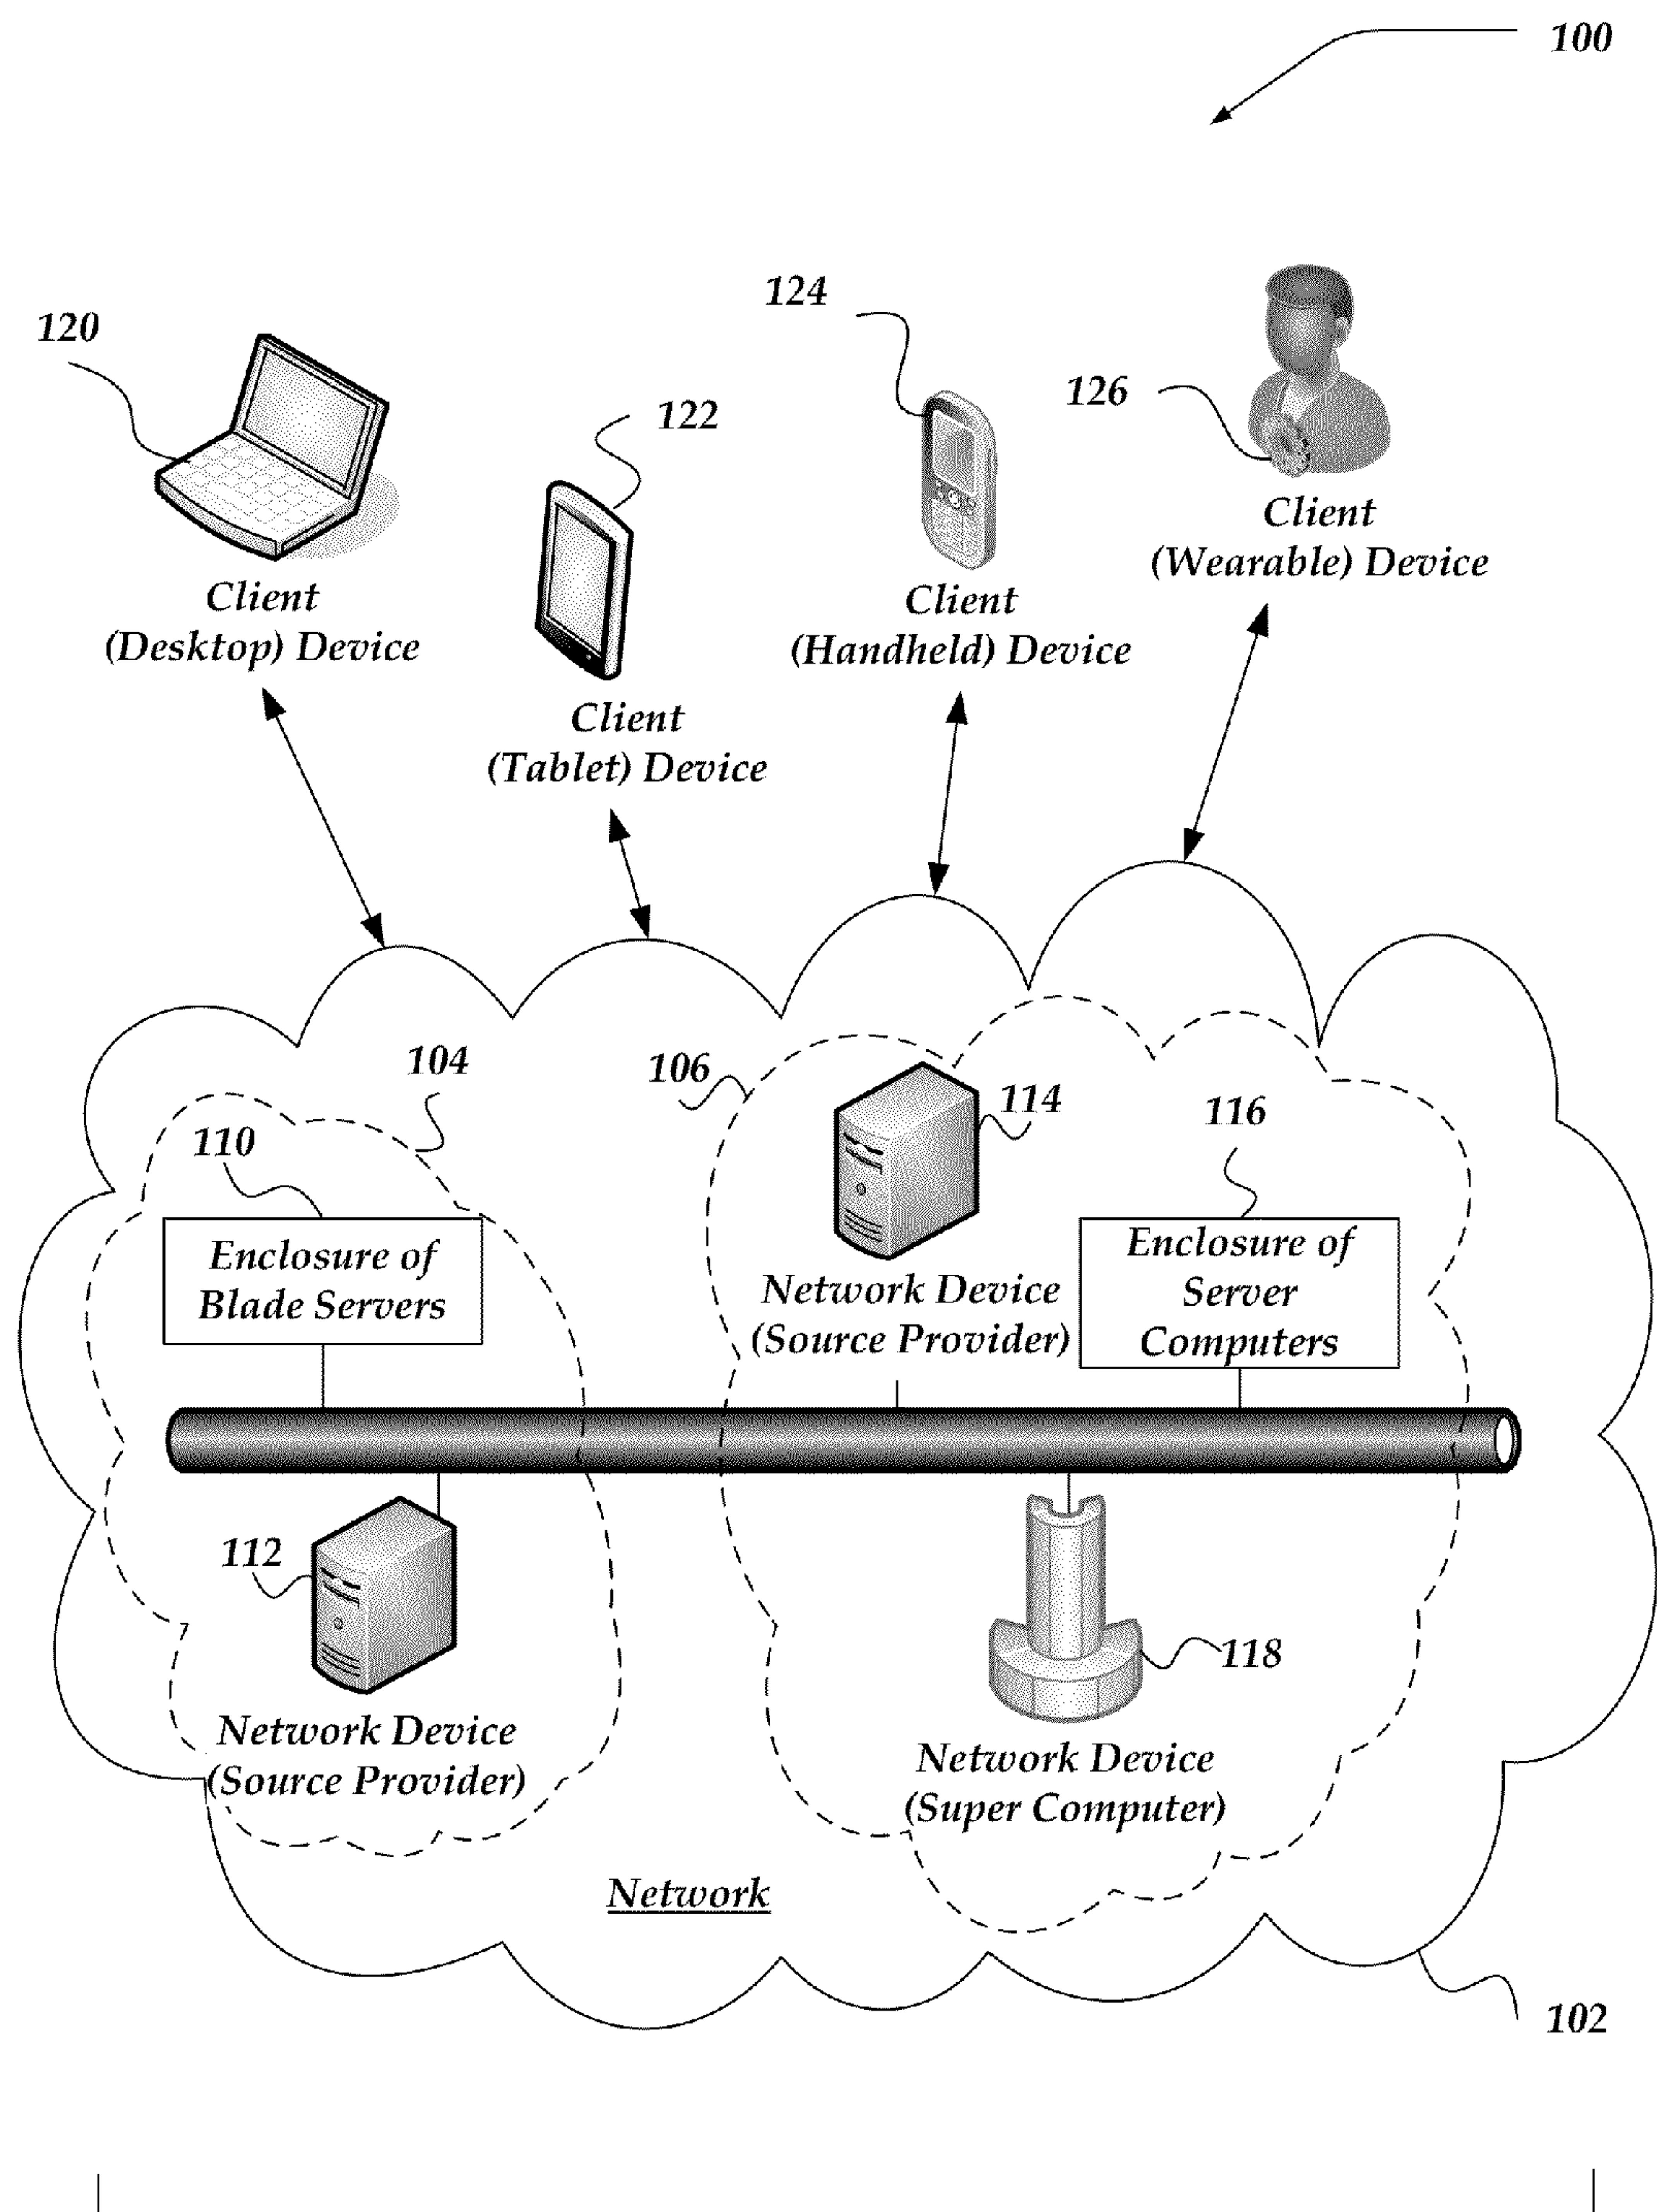 100
120
122
124
126
Client
(Desktop) Device
Client
(Tablet) Device
Client
(Handheld) Device
Client
(Wearable) Device
104
106
110
114
116
Enclosure of
Blade Servers
Network Device
(Source Provider)
Enclosure of
Server
Computers
112
118
Network Device
(Source Provider)
Network Device
(Super Computer)
Network
102